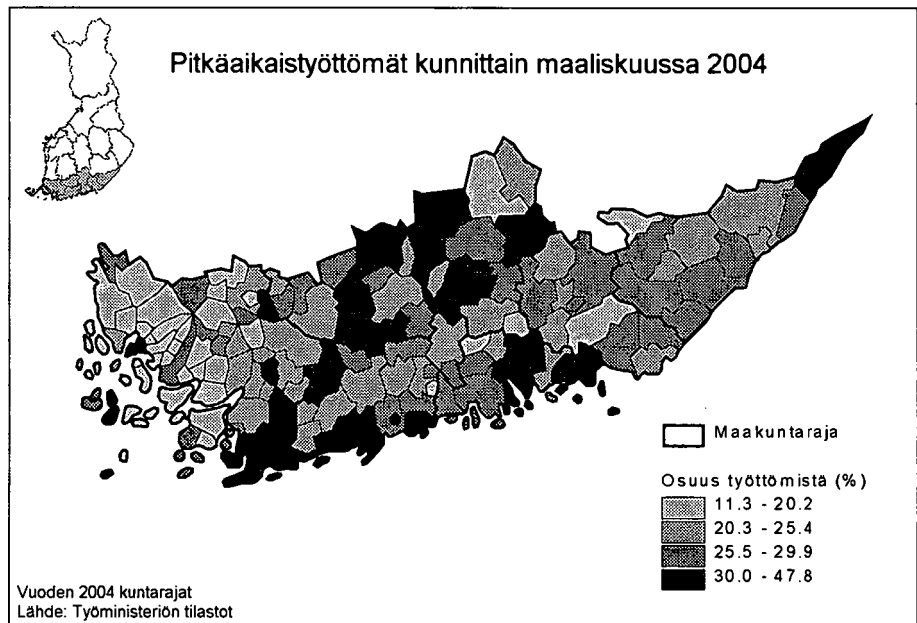 Pitkäaikaistyöttömät kunnittain maaliskuussa 2004
Maakuntaraja
Osuus työttömistä (%)
11.3 - 20.2
20.3 - 25.4
25.5 - 29.9
30.0 - 47.8
Vuoden 2004 kuntarajat
Lähde: Työministeriön tilastot